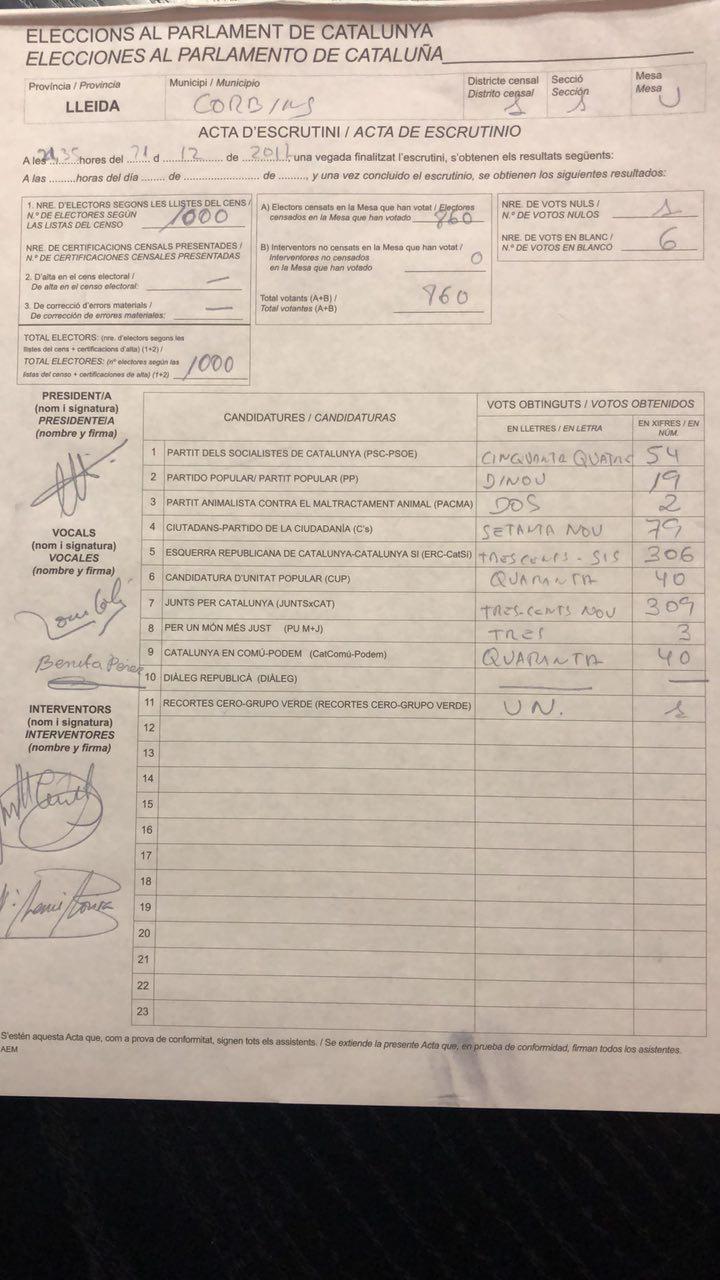 ELECCIONS AL PARLAMENT DE CATALUNYA
ELECCIONES AL PARLAMENTO DE CATALUÑA
Província / Provincia
LLEIDA
Municipi / Municipio
CORBINS
Districte censal
Distrito censal
1
Secció
Sección
1
Mesa
Mesa
U
ACTA D'ESCRUTINI / ACTA DE ESCRUTINIO
A les 21.35 hores del 21 d 12 de 2017, una vegada finalitzat l'escrutini, s'obtenen els resultats següents:
A las ........horas del día ........ de .................... de ........, y una vez concluido el escrutinio, se obtienen los siguientes resultados:
1. NRE. D'ELECTORS SEGONS LES LLISTES DEL CENS /
N.º DE ELECTORES SEGÚN
LAS LISTAS DEL CENSO 1000
NRE. DE CERTIFICACIONS CENSALS PRESENTADES /
N.º DE CERTIFICACIONES CENSALES PRESENTADAS
2. D'alta en el cens electoral /
De alta en el censo electoral: —
3. De correcció d'errors materials /
De corrección de errores materiales: —
TOTAL ELECTORS: (nre. d'electors segons les
llistes del cens + certificacions d'alta) (1+2) /
TOTAL ELECTORES: (nº electores según las
listas del censo + certificaciones de alta) (1+2) 1000
A) Electors censats en la Mesa que han votat / Electores
censados en la Mesa que han votado 860
B) Interventors no censats en la Mesa que han votat /
Interventores no censados
en la Mesa que han votado 0
Total votants (A+B) /
Total votantes (A+B) 860
NRE. DE VOTS NULS /
N.º DE VOTOS NULOS 1
NRE. DE VOTS EN BLANC /
N.º DE VOTOS EN BLANCO 6
PRESIDENT/A
(nom i signatura)
PRESIDENTE/A
(nombre y firma)
VOCALS
(nom i signatura)
VOCALES
(nombre y firma)
Benita Pérez
INTERVENTORS
(nom i signatura)
INTERVENTORES
(nombre y firma)
CANDIDATURES / CANDIDATURAS
VOTS OBTINGUTS / VOTOS OBTENIDOS
EN LLETRES / EN LETRA
EN XIFRES / EN NÚM.
1 PARTIT DELS SOCIALISTES DE CATALUNYA (PSC-PSOE) CINQUANTA QUATRE 54
2 PARTIDO POPULAR/ PARTIT POPULAR (PP) DINOU 19
3 PARTIT ANIMALISTA CONTRA EL MALTRACTAMENT ANIMAL (PACMA) DOS 2
4 CIUTADANS-PARTIDO DE LA CIUDADANÍA (C's) SETANTA NOU 79
5 ESQUERRA REPUBLICANA DE CATALUNYA-CATALUNYA SI (ERC-CatSí) TRESCENTS - SIS 306
6 CANDIDATURA D'UNITAT POPULAR (CUP) QUARANTA 40
7 JUNTS PER CATALUNYA (JUNTSxCAT) TRES-CENTS NOU 309
8 PER UN MÓN MÉS JUST (PU M+J) TRES 3
9 CATALUNYA EN COMÚ-PODEM (CatComú-Podem) QUARANTA 40
10 DIÀLEG REPUBLICÀ (DIÀLEG) — —
11 RECORTES CERO-GRUPO VERDE (RECORTES CERO-GRUPO VERDE) UN. 1
12
13
14
15
16
17
18
19
20
21
22
23
S'estén aquesta Acta que, com a prova de conformitat, signen tots els assistents. / Se extiende la presente Acta que, en prueba de conformidad, firman todos los asistentes.
AEM